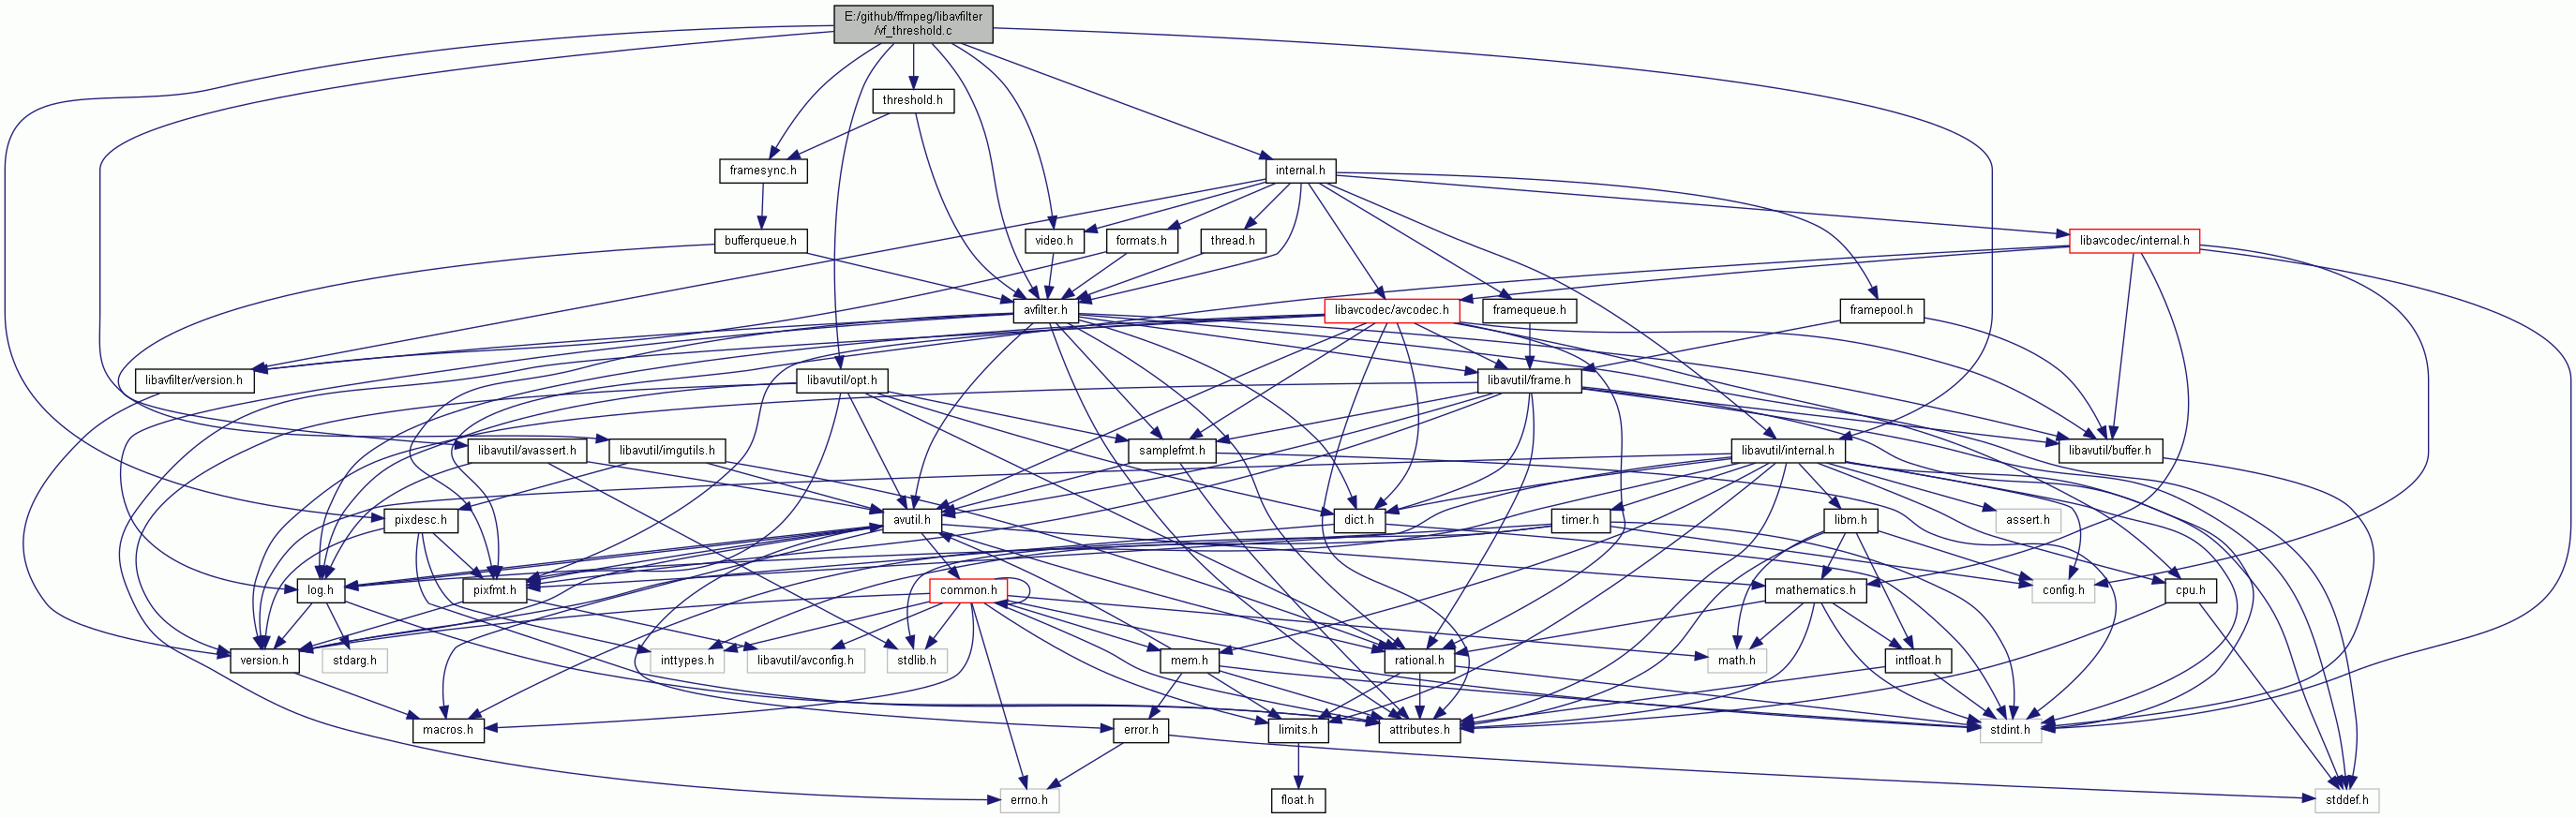 E:/github/ffmpeg/libavfilter
/vf_threshold.c
threshold.h
framesync.h
internal.h
bufferqueue.h
video.h
formats.h
thread.h
libavcodec/internal.h
avfilter.h
libavcodec/avcodec.h
framequeue.h
framepool.h
libavfilter/version.h
libavutil/opt.h
libavutil/frame.h
libavutil/avassert.h
libavutil/imgutils.h
samplefmt.h
libavutil/internal.h
libavutil/buffer.h
pixdesc.h
avutil.h
dict.h
timer.h
libm.h
assert.h
log.h
pixfmt.h
common.h
mathematics.h
config.h
cpu.h
version.h
stdarg.h
inttypes.h
libavutil/avconfig.h
stdlib.h
mem.h
rational.h
math.h
intfloat.h
macros.h
error.h
limits.h
attributes.h
stdint.h
errno.h
float.h
stddef.h